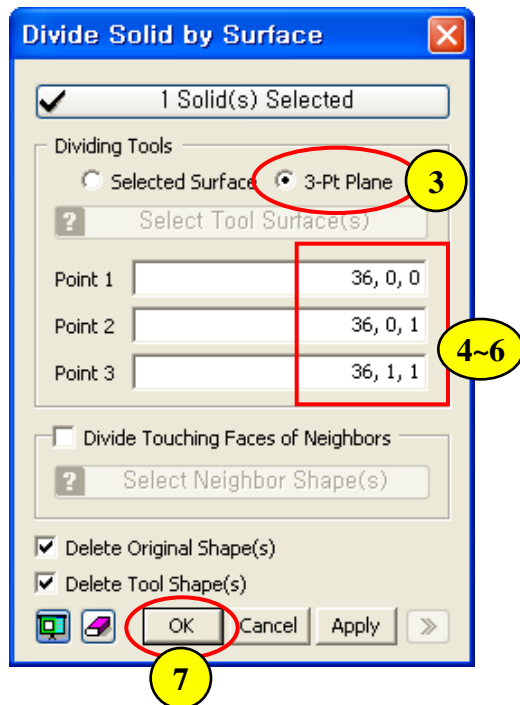 Divide Solid by Surface
1 Solid(s) Selected
Dividing Tools
Selected Surface 3-Pt Plane 3
? Select Tool Surface(s)
Point 1 36, 0, 0
Point 2 36, 0, 1
4~6
Point 3 36, 1, 1
Divide Touching Faces of Neighbors
? Select Neighbor Shape(s)
Delete Original Shape(s)
Delete Tool Shape(s)
OK Cancel Apply >>
7